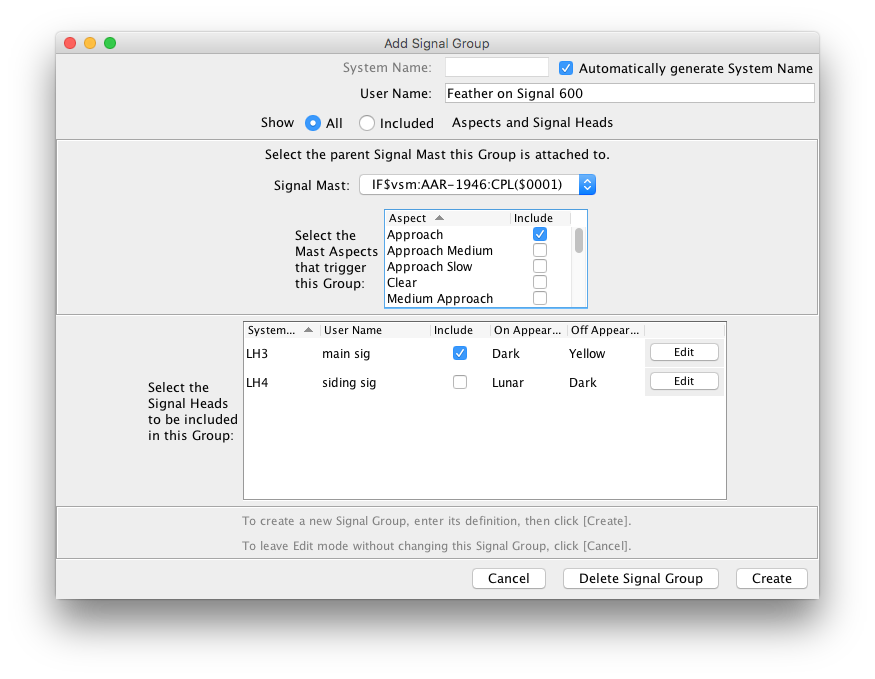 Add Signal Group
System Name:
Automatically generate System Name
User Name: Feather on Signal 600
Show All Included Aspects and Signal Heads
Select the parent Signal Mast this Group is attached to.
Signal Mast: IF$vsm:AAR-1946:CPL($0001)
Select the
Mast Aspects
that trigger
this Group:
Aspect Include
Approach
Approach Medium
Approach Slow
Clear
Medium Approach
Select the
Signal Heads
to be included
in this Group:
System... User Name Include On Appear... Off Appear...
LH3 main sig Dark Yellow Edit
LH4 siding sig Lunar Dark Edit
To create a new Signal Group, enter its definition, then click [Create].
To leave Edit mode without changing this Signal Group, click [Cancel].
Cancel Delete Signal Group Create